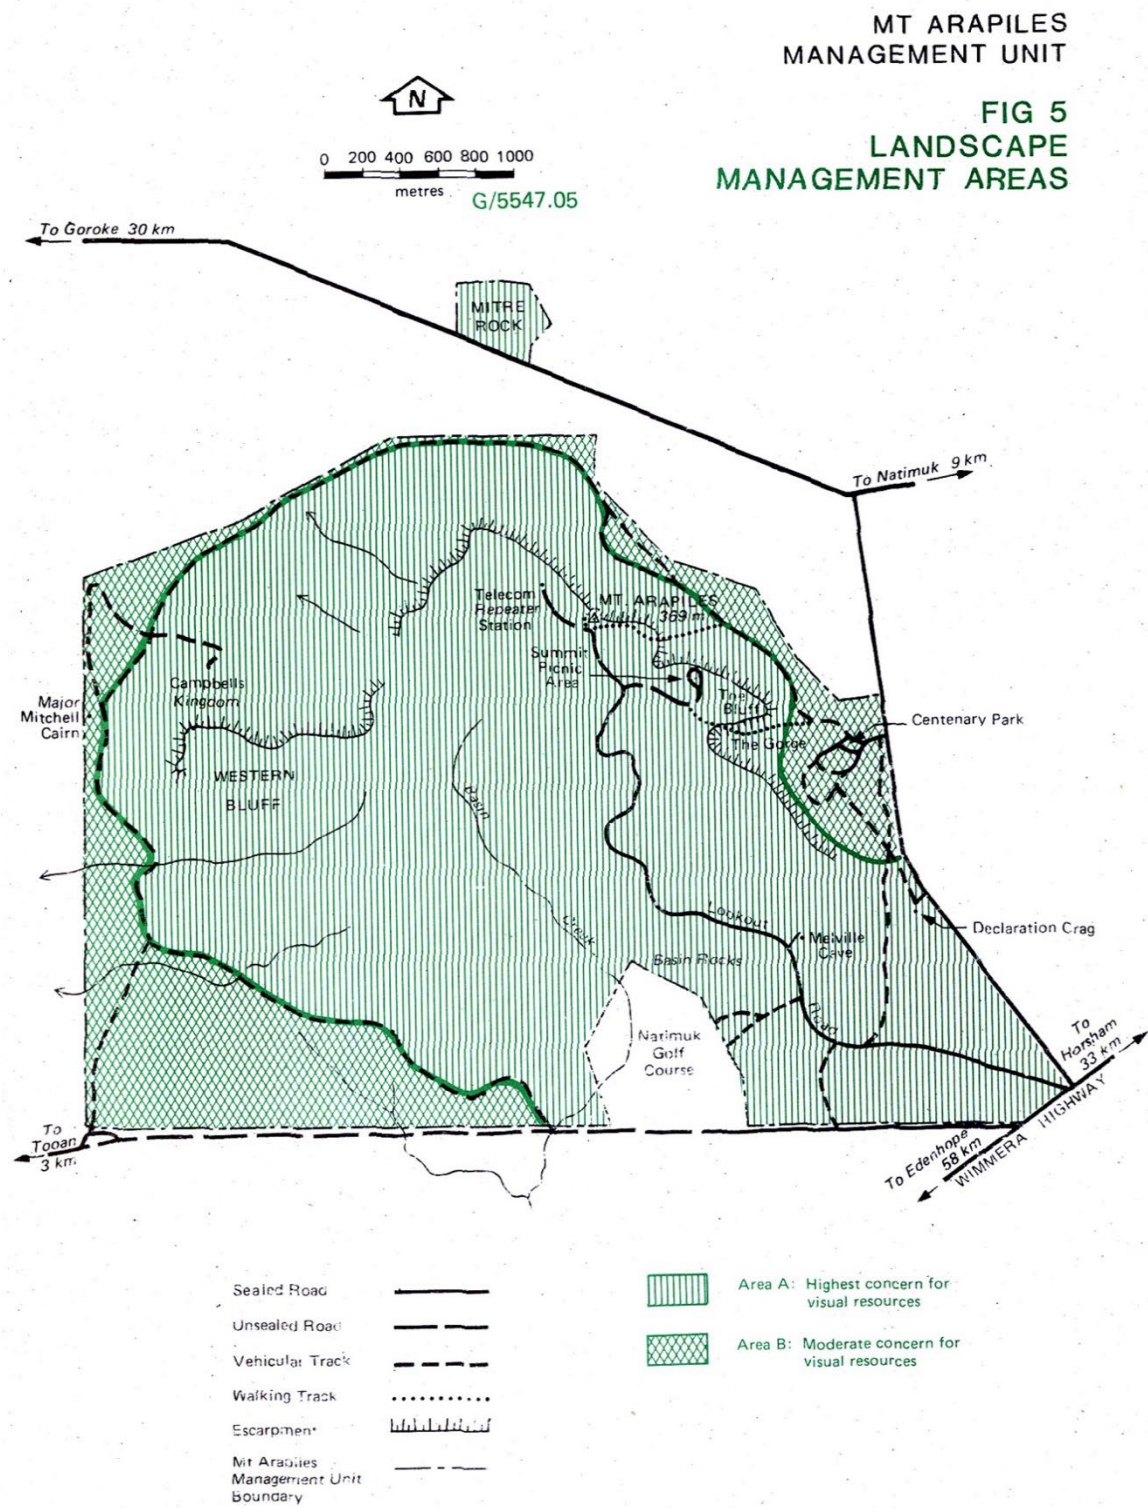 MT ARAPILES
MANAGEMENT UNIT
FIG 5
LANDSCAPE
MANAGEMENT AREAS
N
0 200 400 600 800 1000
metres
G/5547.05
To Goroke 30 km
MITRE
ROCK
To Natimuk 9 km
Telecom
Repeater
Station
MT. ARAPILES
369 m
Summit
Picnic
Area
The
Bluff
The Gorge
Centenary Park
Campbells
Kingdom
Major
Mitchell
Cairn
WESTERN
BLUFF
Basin
Creek
Lookout
Road
Melville
Cave
Basin Rocks
Declaration Crag
Natimuk
Golf
Course
To
Horsham
33 km
To
Tooan
3 km
To Edenhope
58 km
WIMMERA HIGHWAY
Sealed Road
Unsealed Road
Vehicular Track
Walking Track
Escarpment
Mt Arapiles
Management Unit
Boundary
Area A: Highest concern for
visual resources
Area B: Moderate concern for
visual resources